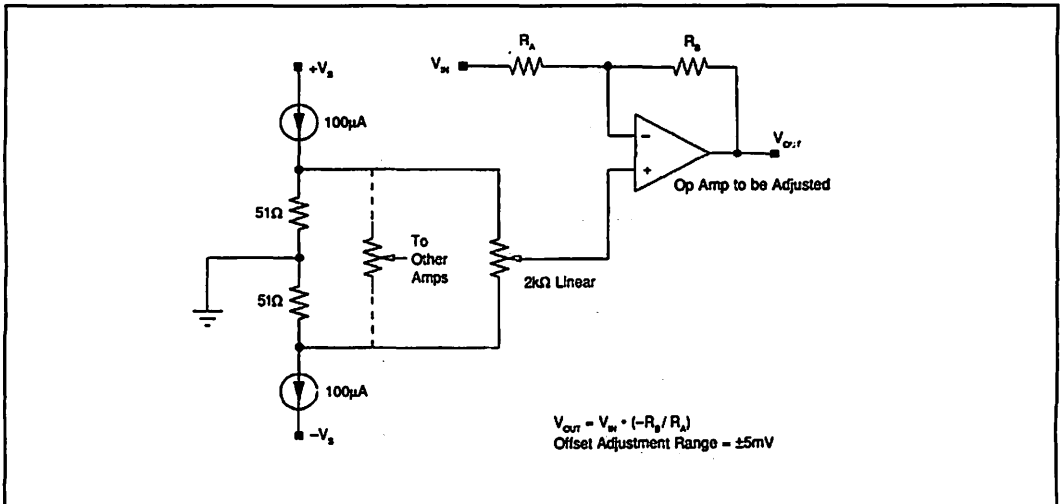 R_A
R_B
V_IN
+V_S
100µA
V_OUT
Op Amp to be Adjusted
51Ω
To
Other
Amps
2kΩ Linear
51Ω
100µA
V_OUT = V_IN • (–R_B / R_A)
Offset Adjustment Range = ±5mV
–V_S